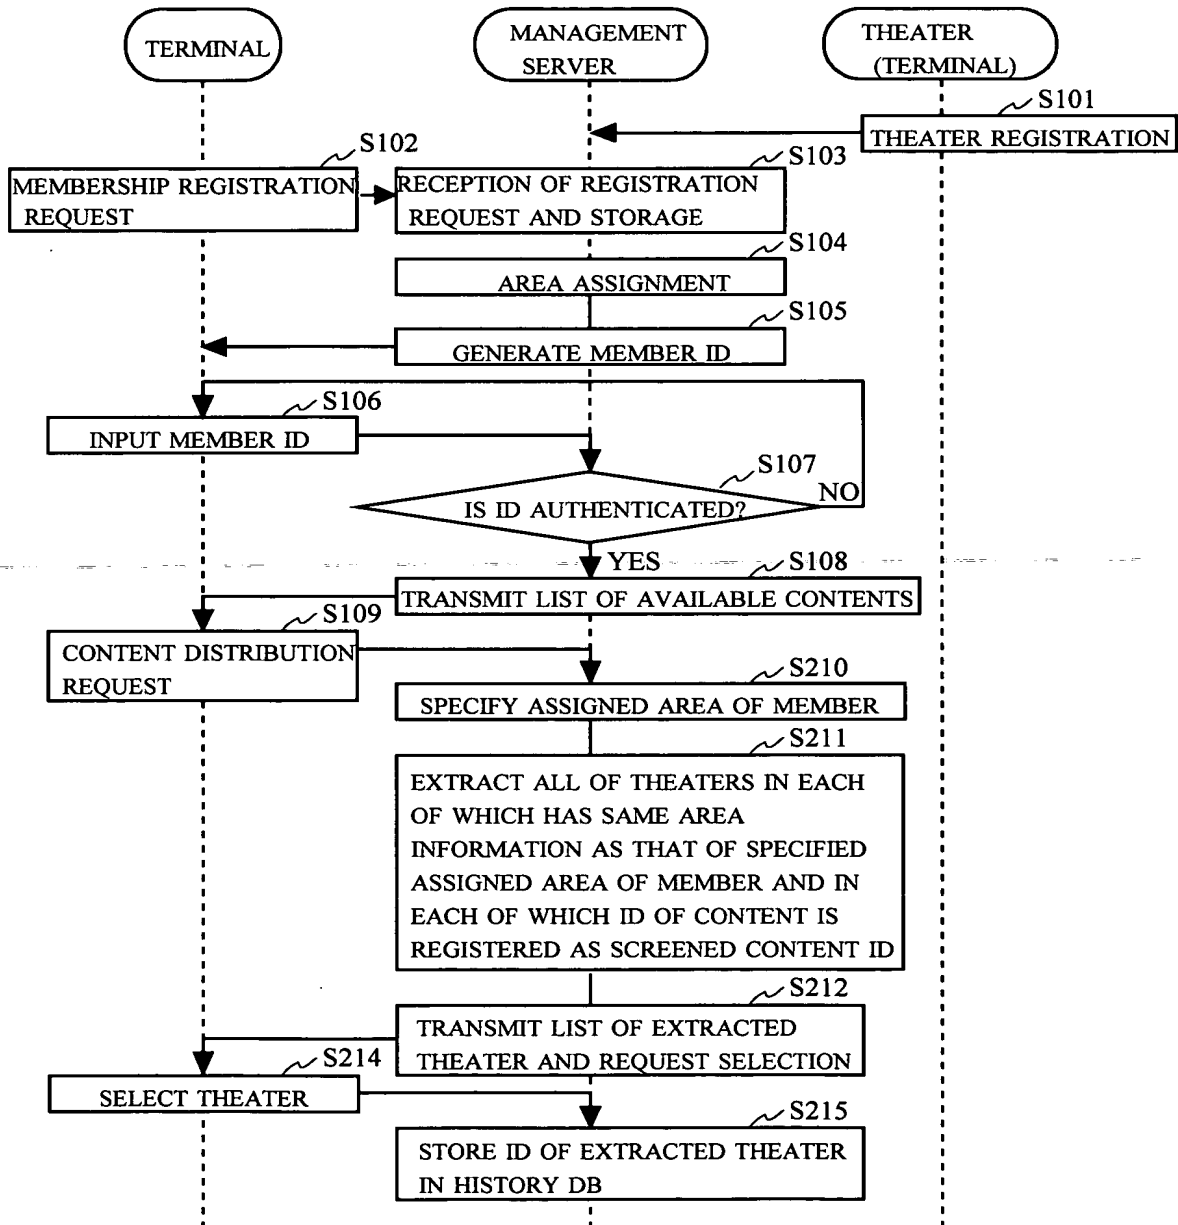 TERMINAL
MANAGEMENT
SERVER
THEATER
(TERMINAL)
S101
THEATER REGISTRATION
S102
MEMBERSHIP REGISTRATION
REQUEST
S103
RECEPTION OF REGISTRATION
REQUEST AND STORAGE
S104
AREA ASSIGNMENT
S105
GENERATE MEMBER ID
S106
INPUT MEMBER ID
S107
IS ID AUTHENTICATED?
NO
YES
S108
TRANSMIT LIST OF AVAILABLE CONTENTS
S109
CONTENT DISTRIBUTION
REQUEST
S210
SPECIFY ASSIGNED AREA OF MEMBER
S211
EXTRACT ALL OF THEATERS IN EACH
OF WHICH HAS SAME AREA
INFORMATION AS THAT OF SPECIFIED
ASSIGNED AREA OF MEMBER AND IN
EACH OF WHICH ID OF CONTENT IS
REGISTERED AS SCREENED CONTENT ID
S212
TRANSMIT LIST OF EXTRACTED
THEATER AND REQUEST SELECTION
S214
SELECT THEATER
S215
STORE ID OF EXTRACTED THEATER
IN HISTORY DB